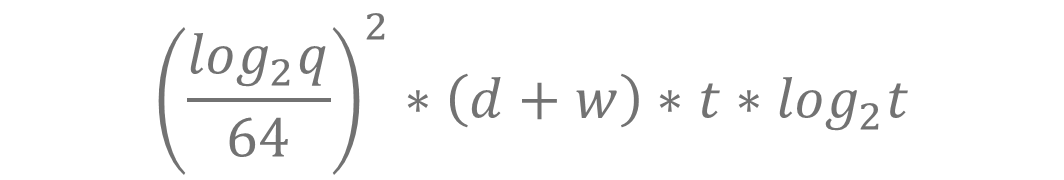 (log₂q / 64)² * (d + w) * t * log₂t